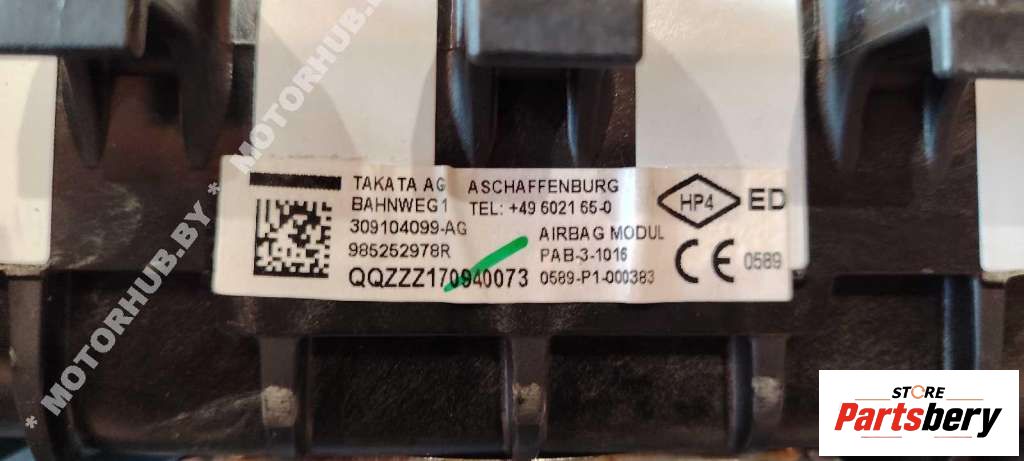 TAKATA AG ASCHAFFENBURG
BAHNWEG1 TEL: +49 6021 65-0
309104099-AG AIRBAG MODUL
985252978R PAB-3-1016
QQZZZ170940073 0589-P1-000383
HP4 ED
CE 0589
* MOTORHUB.BY * MOTORHUB.BY
STORE
Partsbery